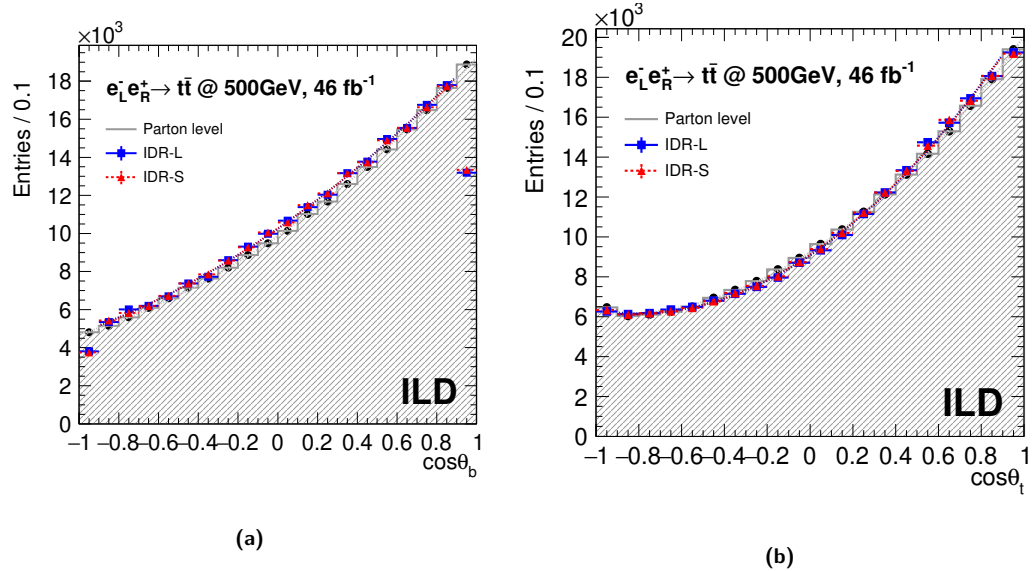 ×10³
Entries / 0.1
18
16
14
12
10
8
6
4
2
0
e⁻L e⁺R → tt̄ @ 500GeV, 46 fb⁻¹
Parton level
IDR-L
IDR-S
ILD
−1 −0.8 −0.6 −0.4 −0.2 0 0.2 0.4 0.6 0.8 1
cosθb
(a)
×10³
Entries / 0.1
20
18
16
14
12
10
8
6
4
2
0
e⁻L e⁺R → tt̄ @ 500GeV, 46 fb⁻¹
Parton level
IDR-L
IDR-S
ILD
−1 −0.8 −0.6 −0.4 −0.2 0 0.2 0.4 0.6 0.8 1
cosθt
(b)